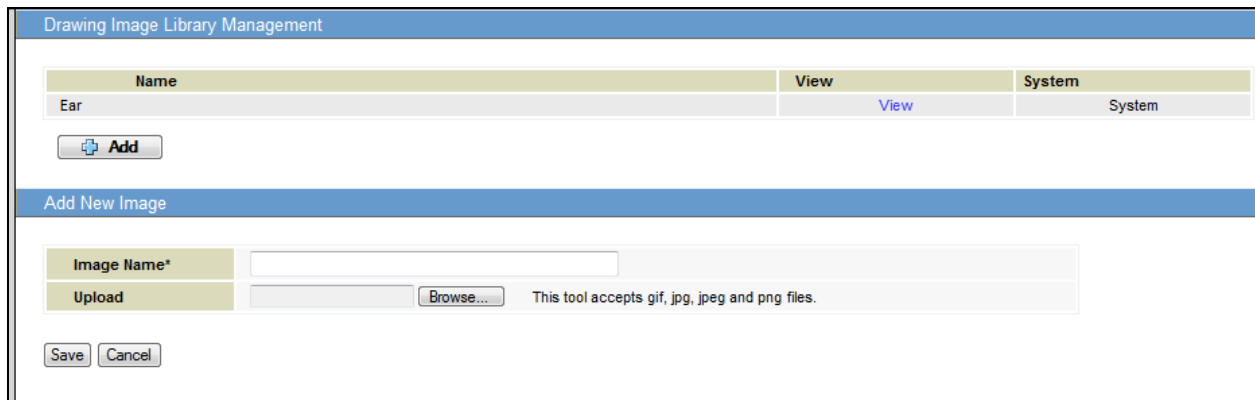 Drawing Image Library Management
Name View System
Ear View System
Add
Add New Image
Image Name*
Upload Browse... This tool accepts gif, jpg, jpeg and png files.
Save Cancel